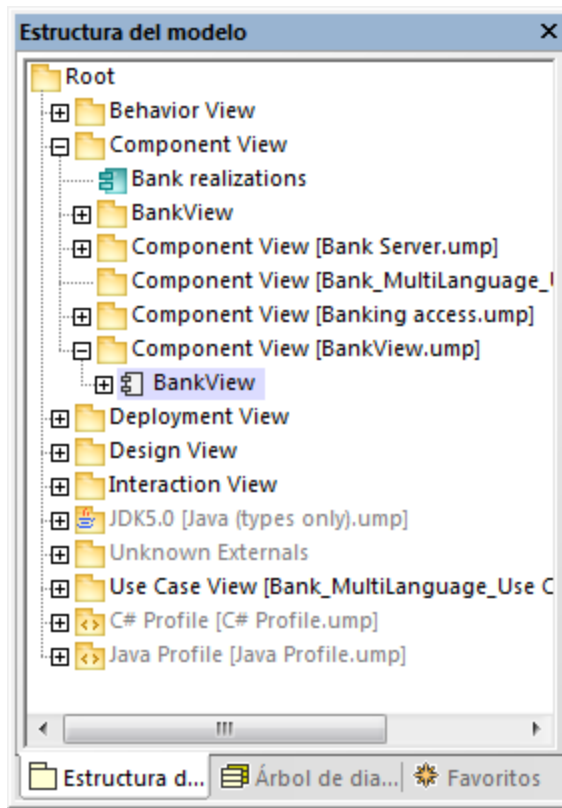 Estructura del modelo
Root
Behavior View
Component View
Bank realizations
BankView
Component View [Bank Server.ump]
Component View [Bank_MultiLanguage_
Component View [Banking access.ump]
Component View [BankView.ump]
BankView
Deployment View
Design View
Interaction View
JDK5.0 [Java (types only).ump]
Unknown Externals
Use Case View [Bank_MultiLanguage_Use C
C# Profile [C# Profile.ump]
Java Profile [Java Profile.ump]
Estructura d... Árbol de dia... Favoritos